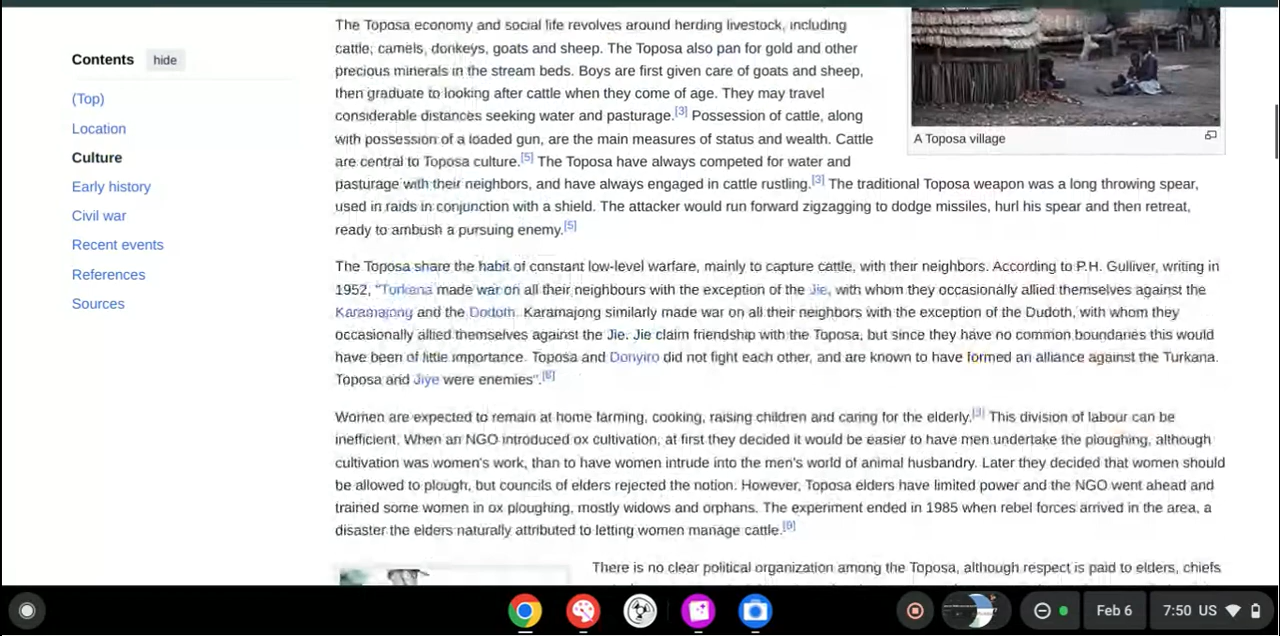 The Toposa economy and social life revolves around herding livestock, including
cattle, camels, donkeys, goats and sheep. The Toposa also pan for gold and other
precious minerals in the stream beds. Boys are first given care of goats and sheep,
then graduate to looking after cattle when they come of age. They may travel
considerable distances seeking water and pasturage.[3] Possession of cattle, along
with possession of a loaded gun, are the main measures of status and wealth. Cattle
are central to Toposa culture.[5] The Toposa have always competed for water and
pasturage with their neighbors, and have always engaged in cattle rustling.[3] The traditional Toposa weapon was a long throwing spear,
used in raids in conjunction with a shield. The attacker would run forward zigzagging to dodge missiles, hurl his spear and then retreat,
ready to ambush a pursuing enemy.[5]
A Toposa village
Contents hide
(Top)
Location
Culture
Early history
Civil war
Recent events
References
Sources
The Toposa share the habit of constant low-level warfare, mainly to capture cattle, with their neighbors. According to P.H. Gulliver, writing in
1952, "Turkana made war on all their neighbours with the exception of the Jie, with whom they occasionally allied themselves against the
Karamajong and the Dodoth. Karamajong similarly made war on all their neighbors with the exception of the Dudoth, with whom they
occasionally allied themselves against the Jie. Jie claim friendship with the Toposa, but since they have no common boundaries this would
have been of little importance. Toposa and Donyiro did not fight each other, and are known to have formed an alliance against the Turkana.
Toposa and Jiye were enemies".
Women are expected to remain at home farming, cooking, raising children and caring for the elderly.[3] This division of labour can be
inefficient. When an NGO introduced ox cultivation, at first they decided it would be easier to have men undertake the ploughing, although
cultivation was women's work, than to have women intrude into the men's world of animal husbandry. Later they decided that women should
be allowed to plough, but councils of elders rejected the notion. However, Toposa elders have limited power and the NGO went ahead and
trained some women in ox ploughing, mostly widows and orphans. The experiment ended in 1985 when rebel forces arrived in the area, a
disaster the elders naturally attributed to letting women manage cattle.[9]
There is no clear political organization among the Toposa, although respect is paid to elders, chiefs
Feb 6
7:50 US